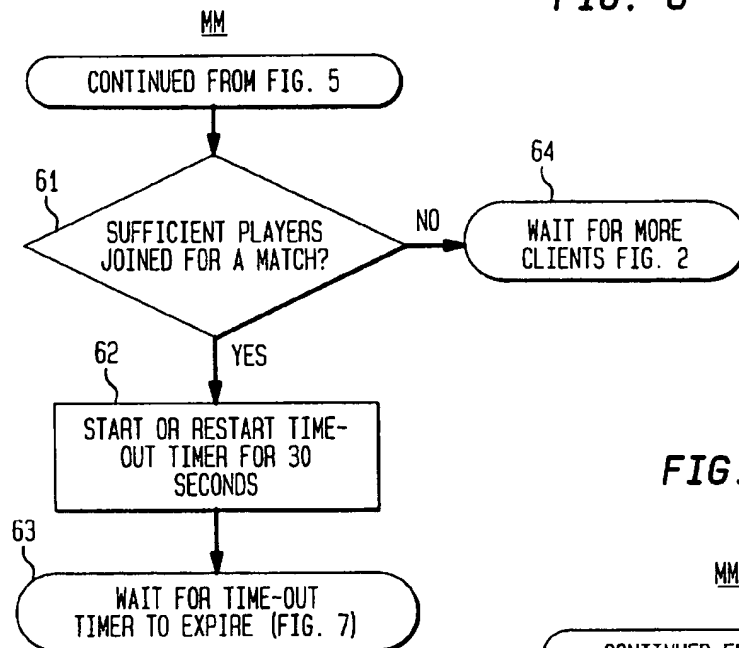 MM
CONTINUED FROM FIG. 5
61
SUFFICIENT PLAYERS
JOINED FOR A MATCH?
NO
64
WAIT FOR MORE
CLIENTS FIG. 2
YES
62
START OR RESTART TIME-
OUT TIMER FOR 30
SECONDS
63
WAIT FOR TIME-OUT
TIMER TO EXPIRE (FIG. 7)
FIG.
MM